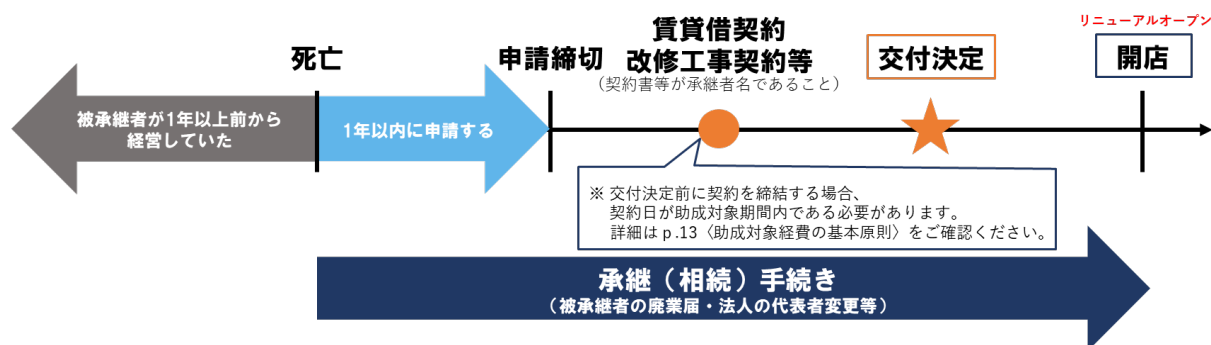 リニューアルオープン
死亡
申請締切
賃貸借契約
改修工事契約等
（契約書等が承継者名であること）
交付決定
開店
被承継者が1年以上前から
経営していた
1年以内に申請する
※ 交付決定前に契約を締結する場合、
契約日が助成対象期間内である必要があります。
詳細はp.13〈助成対象経費の基本原則〉をご確認ください。
承継（相続）手続き
（被承継者の廃業届・法人の代表者変更等）